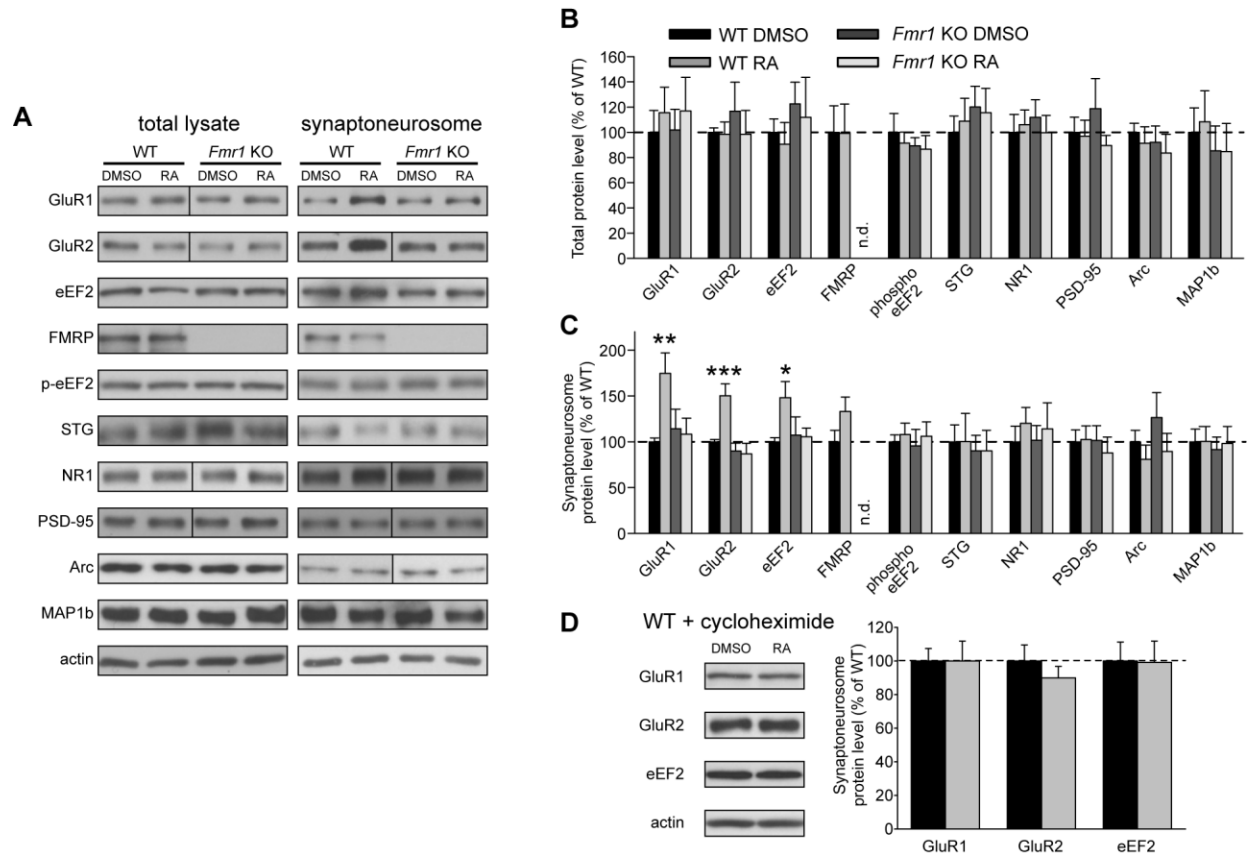 A
total lysate synaptoneurosome
WT Fmr1 KO WT Fmr1 KO
DMSO RA DMSO RA DMSO RA DMSO RA
GluR1
GluR2
eEF2
FMRP
p-eEF2
STG
NR1
PSD-95
Arc
MAP1b
actin
B
WT DMSO Fmr1 KO DMSO
WT RA Fmr1 KO RA
Total protein level (% of WT)
160
140
120
100
80
60
40
20
0
n.d.
GluR1 GluR2 eEF2 FMRP phospho eEF2 STG NR1 PSD-95 Arc MAP1b
C
Synaptoneurosome
protein level (% of WT)
200
150
100
50
0
** *** *
n.d.
GluR1 GluR2 eEF2 FMRP phospho eEF2 STG NR1 PSD-95 Arc MAP1b
D WT + cycloheximide
DMSO RA
GluR1
GluR2
eEF2
actin
Synaptoneurosome
protein level (% of WT)
120
100
80
60
40
20
0
GluR1 GluR2 eEF2